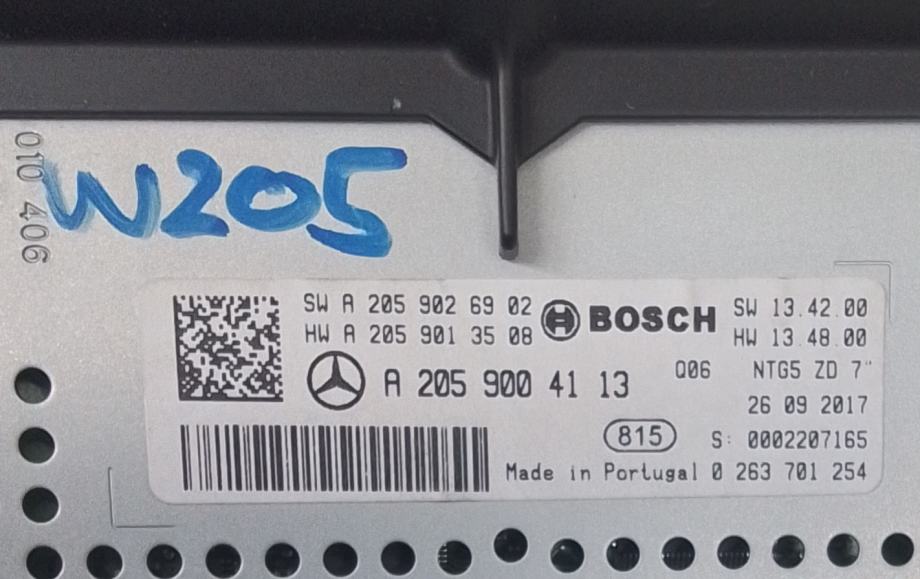 010 406
W205
SW A 205 902 69 02
HW A 205 901 35 08
BOSCH
SW 13.42.00
HW 13.48.00
A 205 900 41 13
Q06
NTG5 ZD 7"
26 09 2017
815
S: 0002207165
Made in Portugal 0 263 701 254